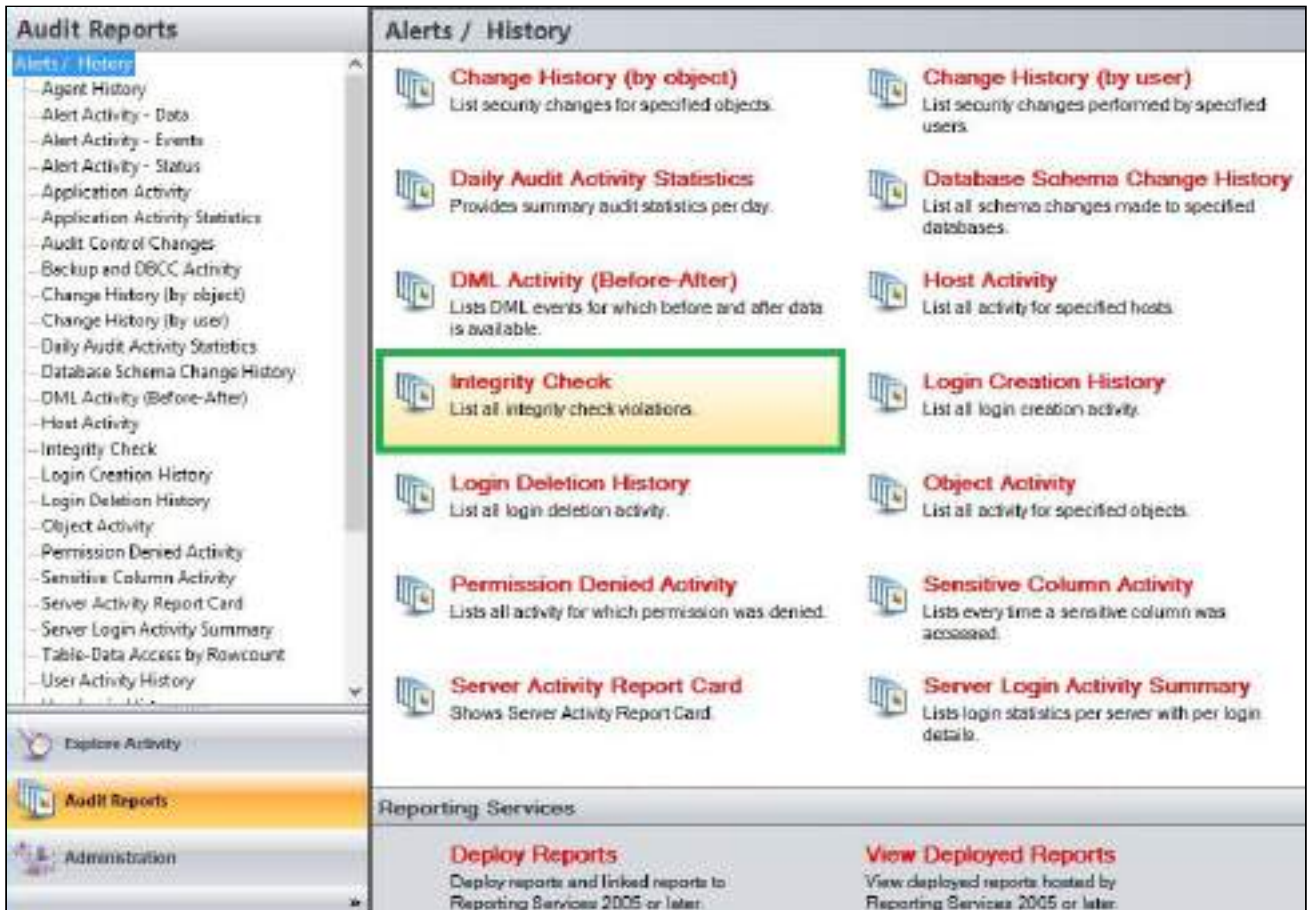 Audit Reports
Alerts / History
Agent History
Alert Activity - Data
Alert Activity - Events
Alert Activity - Status
Application Activity
Application Activity Statistics
Audit Control Changes
Backup and DBCC Activity
Change History (by object)
Change History (by user)
Daily Audit Activity Statistics
Database Schema Change History
DML Activity (Before-After)
Host Activity
Integrity Check
Login Creation History
Login Deletion History
Object Activity
Permission Denied Activity
Sensitive Column Activity
Server Activity Report Card
Server Login Activity Summary
Table-Data Access by Rowcount
User Activity History
Explore Activity
Audit Reports
Administration
»
Alerts / History
Change History (by object)
List security changes for specified objects.
Change History (by user)
List security changes performed by specified
users.
Daily Audit Activity Statistics
Provides summary audit statistics per day.
Database Schema Change History
List all schema changes made to specified
databases.
DML Activity (Before-After)
Lists DML events for which before and after data
is available.
Host Activity
List all activity for specified hosts.
Integrity Check
List all integrity check violations.
Login Creation History
List all login creation activity.
Login Deletion History
List all login deletion activity.
Object Activity
List all activity for specified objects.
Permission Denied Activity
Lists all activity for which permission was denied.
Sensitive Column Activity
Lists every time a sensitive column was
accessed.
Server Activity Report Card
Shows Server Activity Report Card.
Server Login Activity Summary
Lists login statistics per server with per login
details.
Reporting Services
Deploy Reports
Deploy reports and linked reports to
Reporting Services 2005 or later.
View Deployed Reports
View deployed reports hosted by
Reporting Services 2005 or later.